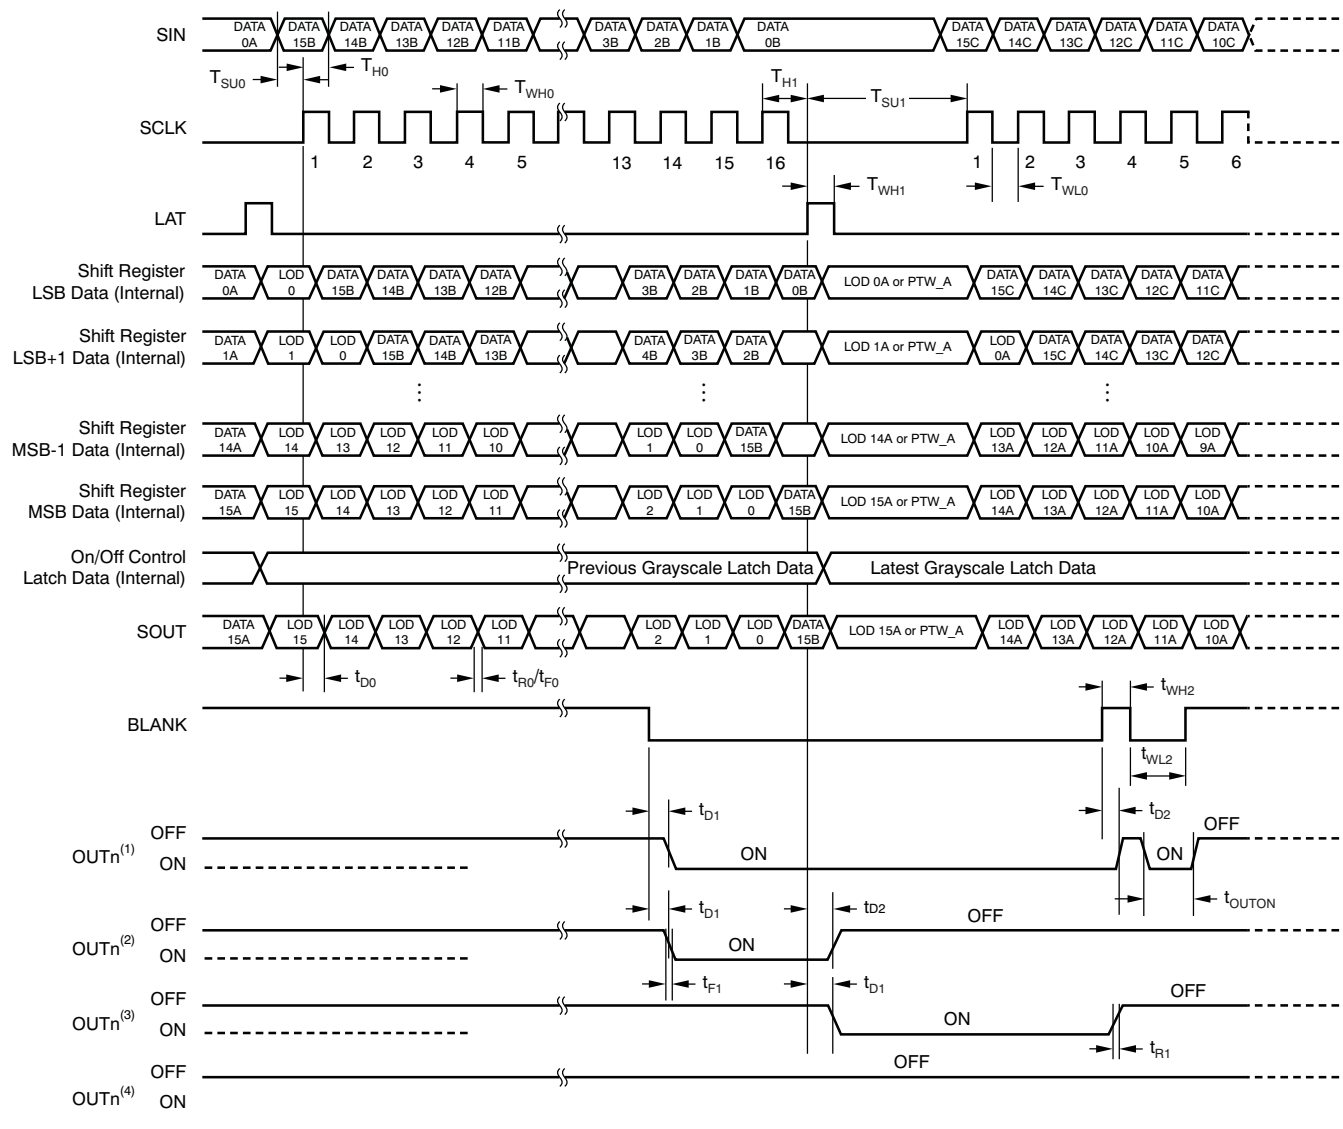 SIN
DATA 0A DATA 15B DATA 14B DATA 13B DATA 12B DATA 11B DATA 3B DATA 2B DATA 1B DATA 0B DATA 15C DATA 14C DATA 13C DATA 12C DATA 11C DATA 10C
TSU0 TH0 TWH0 TH1 TSU1
SCLK
1 2 3 4 5 13 14 15 16 1 2 3 4 5 6
TWH1 TWL0
LAT
Shift Register
LSB Data (Internal)
DATA 0A LOD 0 DATA 15B DATA 14B DATA 13B DATA 12B DATA 3B DATA 2B DATA 1B DATA 0B LOD 0A or PTW_A DATA 15C DATA 14C DATA 13C DATA 12C DATA 11C
Shift Register
LSB+1 Data (Internal)
DATA 1A LOD 1 LOD 0 DATA 15B DATA 14B DATA 13B DATA 4B DATA 3B DATA 2B LOD 1A or PTW_A LOD 0A DATA 15C DATA 14C DATA 13C DATA 12C
Shift Register
MSB-1 Data (Internal)
DATA 14A LOD 14 LOD 13 LOD 12 LOD 11 LOD 10 LOD 1 LOD 0 DATA 15B LOD 14A or PTW_A LOD 13A LOD 12A LOD 11A LOD 10A LOD 9A
Shift Register
MSB Data (Internal)
DATA 15A LOD 15 LOD 14 LOD 13 LOD 12 LOD 11 LOD 2 LOD 1 LOD 0 DATA 15B LOD 15A or PTW_A LOD 14A LOD 13A LOD 12A LOD 11A LOD 10A
On/Off Control
Latch Data (Internal)
Previous Grayscale Latch Data Latest Grayscale Latch Data
SOUT
DATA 15A LOD 15 LOD 14 LOD 13 LOD 12 LOD 11 LOD 2 LOD 1 LOD 0 DATA 15B LOD 15A or PTW_A LOD 14A LOD 13A LOD 12A LOD 11A LOD 10A
tD0 tR0/tF0 tWH2
BLANK
tWL2
tD1 tD2
OFF OFF
OUTn(1)
ON ON ON
tD1 tD2 tOUTON
OFF OFF
OUTn(2)
ON ON
tF1 tD1
OFF OFF
OUTn(3)
ON ON
tR1
OFF OFF
OUTn(4)
ON